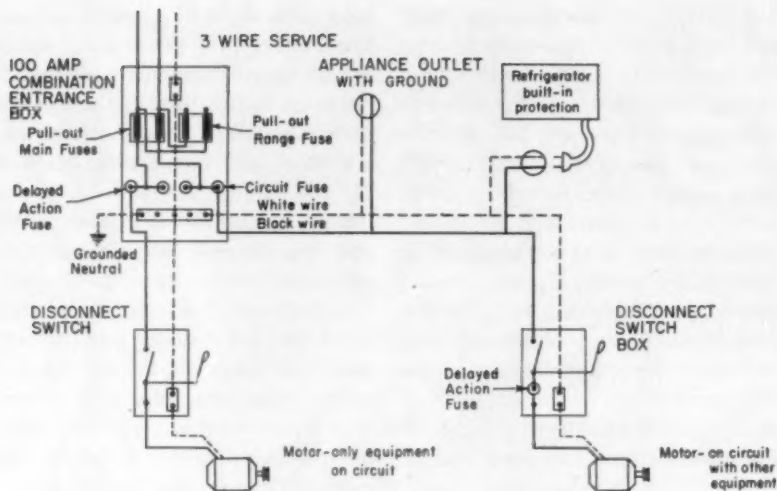 3 WIRE SERVICE
100 AMP
COMBINATION
ENTRANCE
BOX
Pull-out
Main Fuses
Pull-out
Range Fuse
APPLIANCE OUTLET
WITH GROUND
Refrigerator
built-in
protection
Delayed
Action
Fuse
Circuit Fuse
White wire
Black wire
Grounded
Neutral
DISCONNECT
SWITCH
Motor-only equipment
on circuit
DISCONNECT
SWITCH
BOX
Delayed
Action
Fuse
Motor-on circuit
with other
equipment